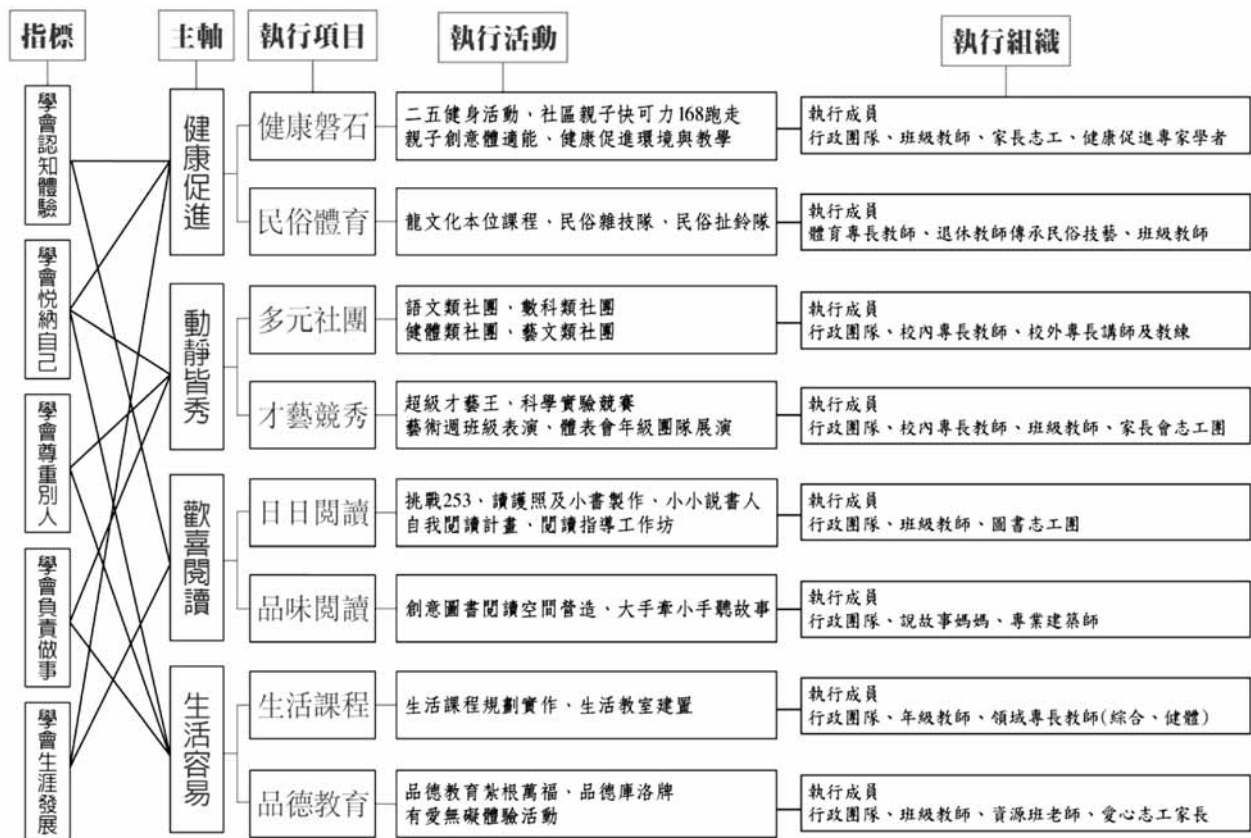 指標
主軸
執行項目
執行活動
執行組織
學會認知體驗
學會悅納自己
學會尊重別人
學會負責做事
學會生涯發展
健康促進
健康磐石
二五健身活動、社區親子快可力168跑走
親子創意體適能、健康促進環境與教學
執行成員
行政團隊、班級教師、家長志工、健康促進專家學者
民俗體育
龍文化本位課程、民俗雜技隊、民俗扯鈴隊
執行成員
體育專長教師、退休教師傳承民俗技藝、班級教師
動靜皆秀
多元社團
語文類社團、數科類社團
健體類社團、藝文類社團
執行成員
行政團隊、校內專長教師、校外專長講師及教練
才藝競秀
超級才藝王、科學實驗競賽
藝術週班級表演、體表會年級團隊展演
執行成員
行政團隊、校內專長教師、班級教師、家長會志工團
歡喜閱讀
日日閱讀
挑戰253、讀護照及小書製作、小小說書人
自我閱讀計畫、閱讀指導工作坊
執行成員
行政團隊、班級教師、圖書志工團
品味閱讀
創意圖書閱讀空間營造、大手牽小手聽故事
執行成員
行政團隊、說故事媽媽、專業建築師
生活容易
生活課程
生活課程規劃實作、生活教室建置
執行成員
行政團隊、年級教師、領域專長教師(綜合、健體)
品德教育
品德教育紮根萬福、品德庫洛牌
有愛無礙體驗活動
執行成員
行政團隊、班級教師、資源班老師、愛心志工家長